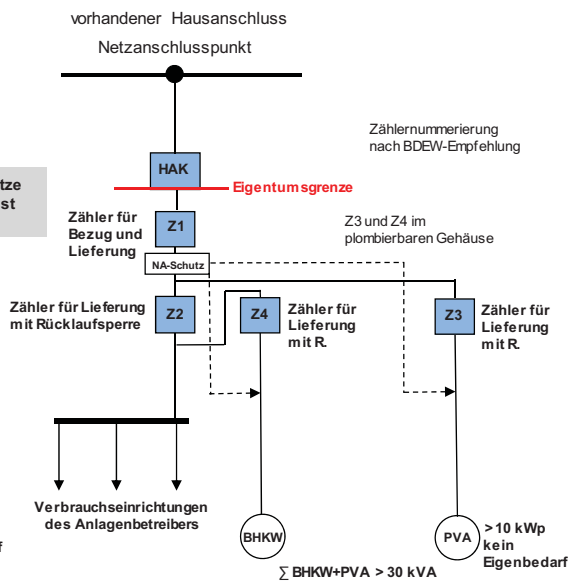 vorhandener Hausanschluss
Netzanschlusspunkt
Zählernummerierung
nach BDEW-Empfehlung
HAK
tze
st
Eigentumsgrenze
Zähler für
Bezug und
Lieferung
Z1
Z3 und Z4 im
plombierbaren Gehäuse
NA-Schutz
Zähler für Lieferung
mit Rücklaufsperre
Z2
Z4
Zähler für
Lieferung
mit R.
Z3
Zähler für
Lieferung
mit R.
Verbrauchseinrichtungen
des Anlagenbetreibers
f
BHKW
PVA
>10 kWp
kein
Eigenbedarf
∑ BHKW+PVA > 30 kVA